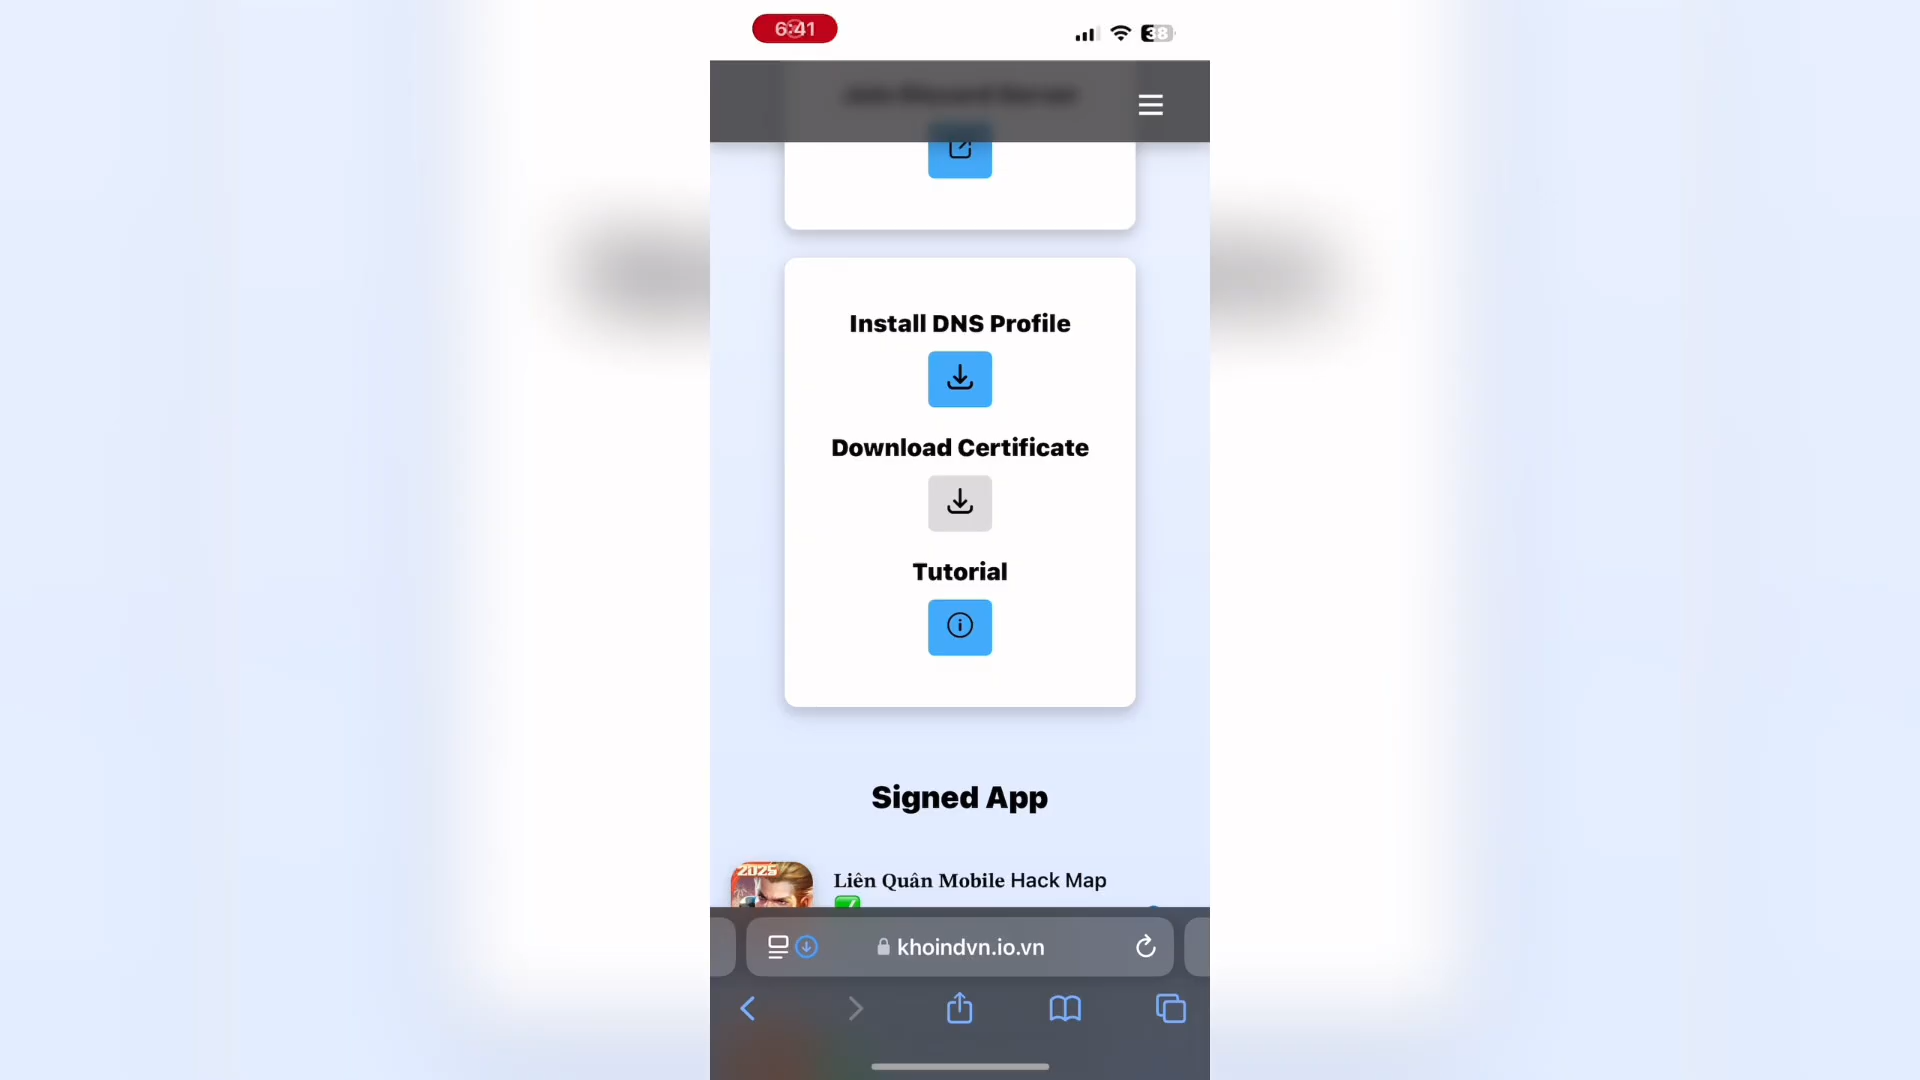 6:41
38
Install DNS Profile
Download Certificate
Tutorial
Signed App
2025
Liên Quân Mobile Hack Map
khoindvn.io.vn